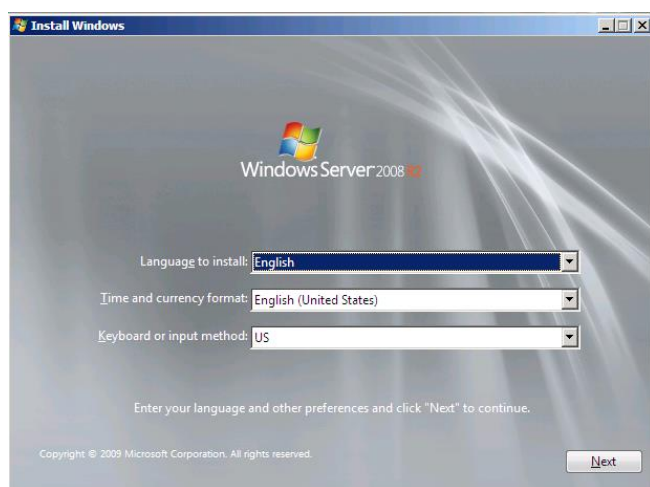 Install Windows
Windows Server 2008 R2
Language to install: English
Time and currency format: English (United States)
Keyboard or input method: US
Enter your language and other preferences and click "Next" to continue.
Copyright © 2009 Microsoft Corporation. All rights reserved.
Next